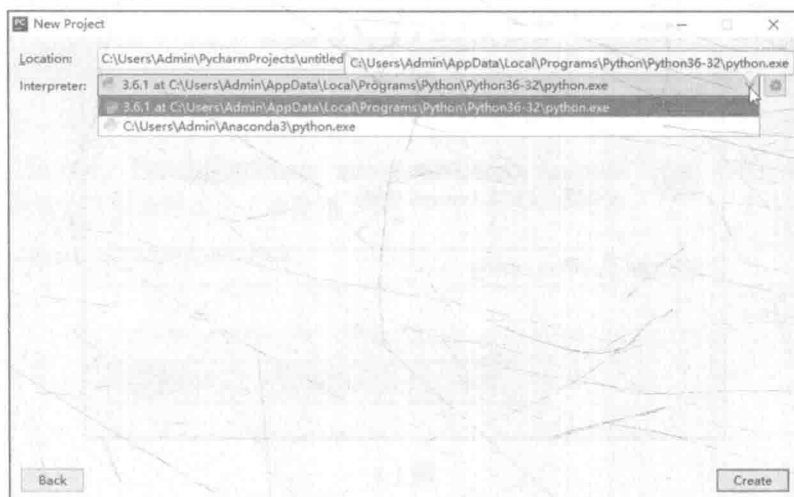 PC New Project
Location: C:\Users\Admin\PycharmProjects\untitled C:\Users\Admin\AppData\Local\Programs\Python\Python36-32\python.exe
Interpreter: 3.6.1 at C:\Users\Admin\AppData\Local\Programs\Python\Python36-32\python.exe
3.6.1 at C:\Users\Admin\AppData\Local\Programs\Python\Python36-32\python.exe
C:\Users\Admin\Anaconda3\python.exe
Back Create